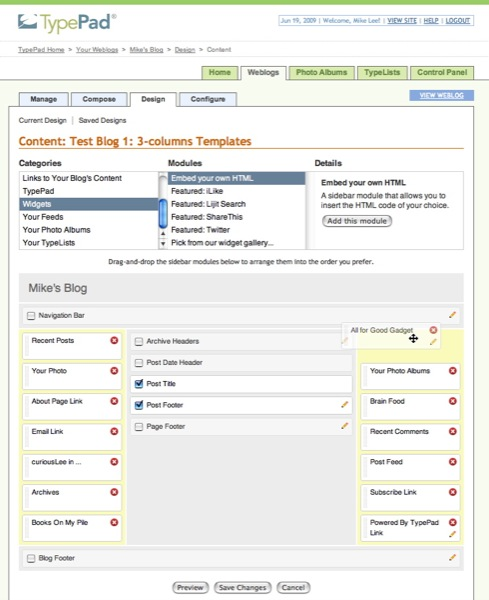 TypePad
Jun 19, 2009 | Welcome, Mike Lee! | VIEW SITE | HELP | LOGOUT
TypePad Home > Your Weblogs > Mike's Blog > Design > Content
Home Weblogs Photo Albums TypeLists Control Panel
Manage Compose Design Configure VIEW WEBLOG
Current Design | Saved Designs
Content: Test Blog 1: 3-columns Templates
Categories Modules Details
Links to Your Blog's Content
TypePad
Widgets
Your Feeds
Your Photo Albums
Your TypeLists
Embed your own HTML
Featured: iLike
Featured: Lijit Search
Featured: ShareThis
Featured: Twitter
Pick from our widget gallery...
Embed your own HTML
A sidebar module that allows you to
insert the HTML code of your choice.
Add this module
Drag-and-drop the sidebar modules below to arrange them into the order you prefer.
Mike's Blog
Navigation Bar
All for Good Gadget
Recent Posts
Your Photo
About Page Link
Email Link
curiousLee in ...
Archives
Books On My Pile
Archive Headers
Post Date Header
Post Title
Post Footer
Page Footer
Your Photo Albums
Brain Food
Recent Comments
Post Feed
Subscribe Link
Powered By TypePad
Link
Blog Footer
Preview Save Changes Cancel